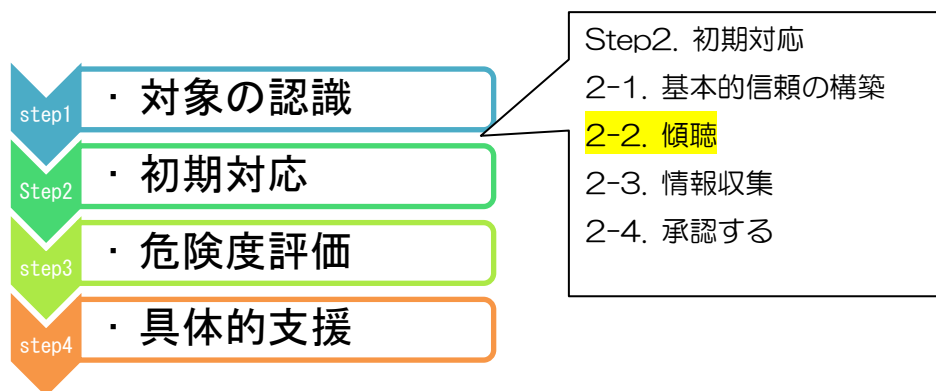 step1
・対象の認識
Step2
・初期対応
step3
・危険度評価
step4
・具体的支援
Step2. 初期対応
2-1. 基本的信頼の構築
2-2. 傾聴
2-3. 情報収集
2-4. 承認する